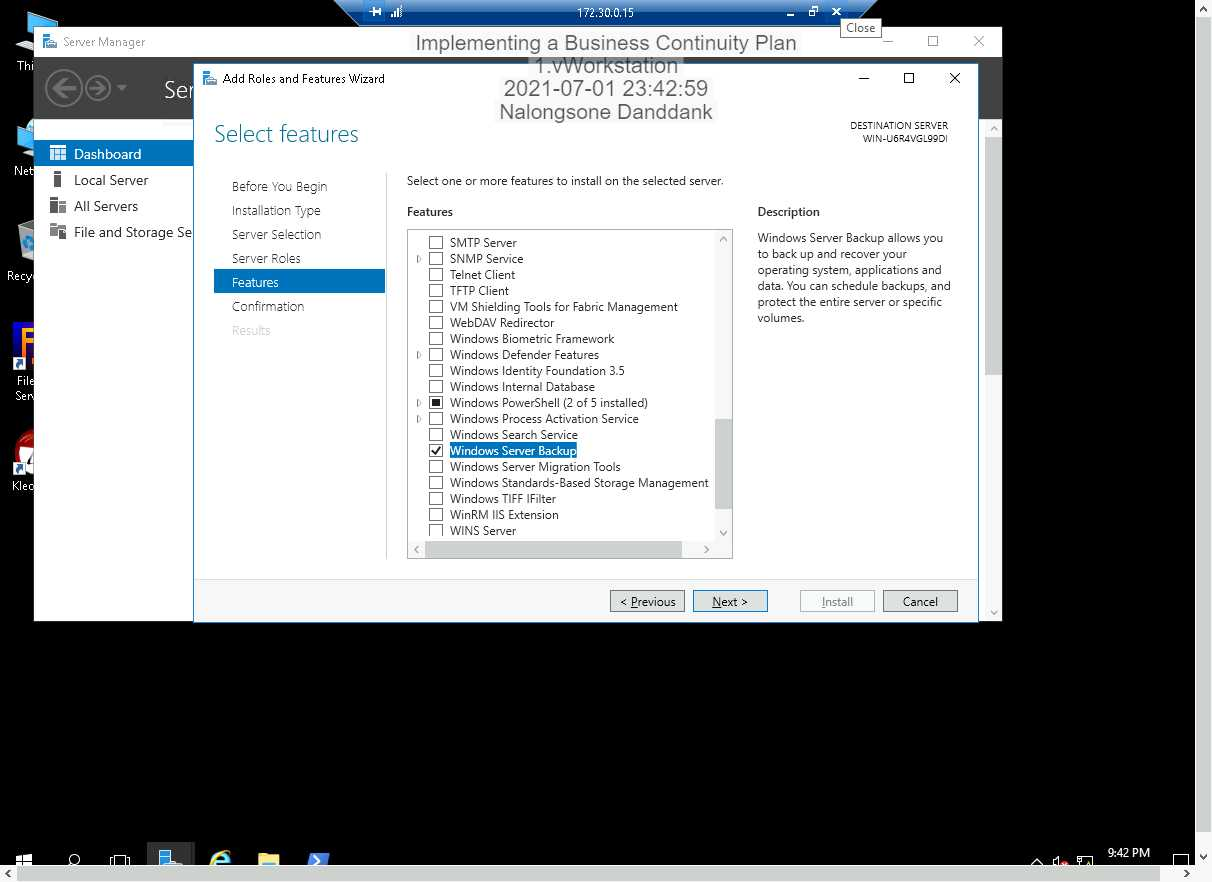 172.30.0.15
Close
Server Manager
Implementing a Business Continuity Plan
1.vWorkstation
2021-07-01 23:42:59
Nalongsone Danddank
Thi
Ser
Add Roles and Features Wizard
Select features
DESTINATION SERVER
WIN-U6R4VGL99DI
Dashboard
Local Server
All Servers
File and Storage Se
Net
Recy
File
Serv
Kleo
Before You Begin
Installation Type
Server Selection
Server Roles
Features
Confirmation
Results
Select one or more features to install on the selected server.
Features
SMTP Server
SNMP Service
Telnet Client
TFTP Client
VM Shielding Tools for Fabric Management
WebDAV Redirector
Windows Biometric Framework
Windows Defender Features
Windows Identity Foundation 3.5
Windows Internal Database
Windows PowerShell (2 of 5 installed)
Windows Process Activation Service
Windows Search Service
Windows Server Backup
Windows Server Migration Tools
Windows Standards-Based Storage Management
Windows TIFF IFilter
WinRM IIS Extension
WINS Server
Description
Windows Server Backup allows you
to back up and recover your
operating system, applications and
data. You can schedule backups, and
protect the entire server or specific
volumes.
< Previous
Next >
Install
Cancel
9:42 PM